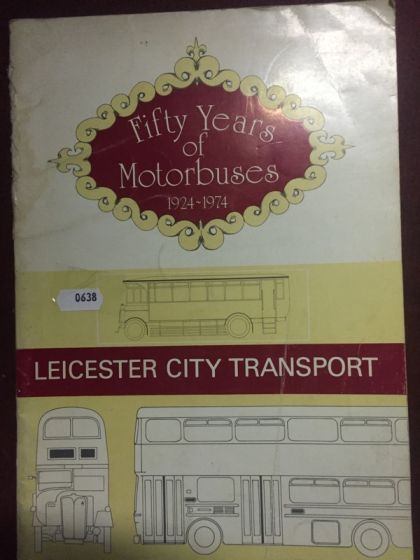 Fifty Years
of
Motorbuses
1924~1974
0638
LEICESTER CITY TRANSPORT